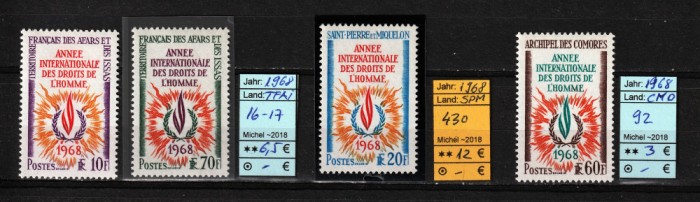 TERRITOIRE
FRANÇAIS DES AFARS ET
DES ISSAS
ANNEE
INTERNATIONALE
DES DROITS DE
L'HOMME
1968
POSTES
RF
10F
TERRITOIRE
FRANÇAIS DES AFARS ET
DES ISSAS
ANNEE
INTERNATIONALE
DES DROITS DE
L'HOMME
1968
POSTES
RF
70F
Jahr: 1968
Land: TFAI
16-17
Michel ~2018
** 6,5 €
⊙ - €
SAINT-PIERRE ET MIQUELON
ANNEE
INTERNATIONALE
DES DROITS DE
L'HOMME
1968
POSTES
RF
20F
Jahr: 1968
Land: SPM
430
Michel ~2018
** 12 €
⊙ - €
ARCHIPEL DES COMORES
ANNEE
INTERNATIONALE
DES DROITS DE
L'HOMME
1968
POSTES
RF
60F
Jahr: 1968
Land: CMO
92
Michel ~2018
** 3 €
⊙ - €